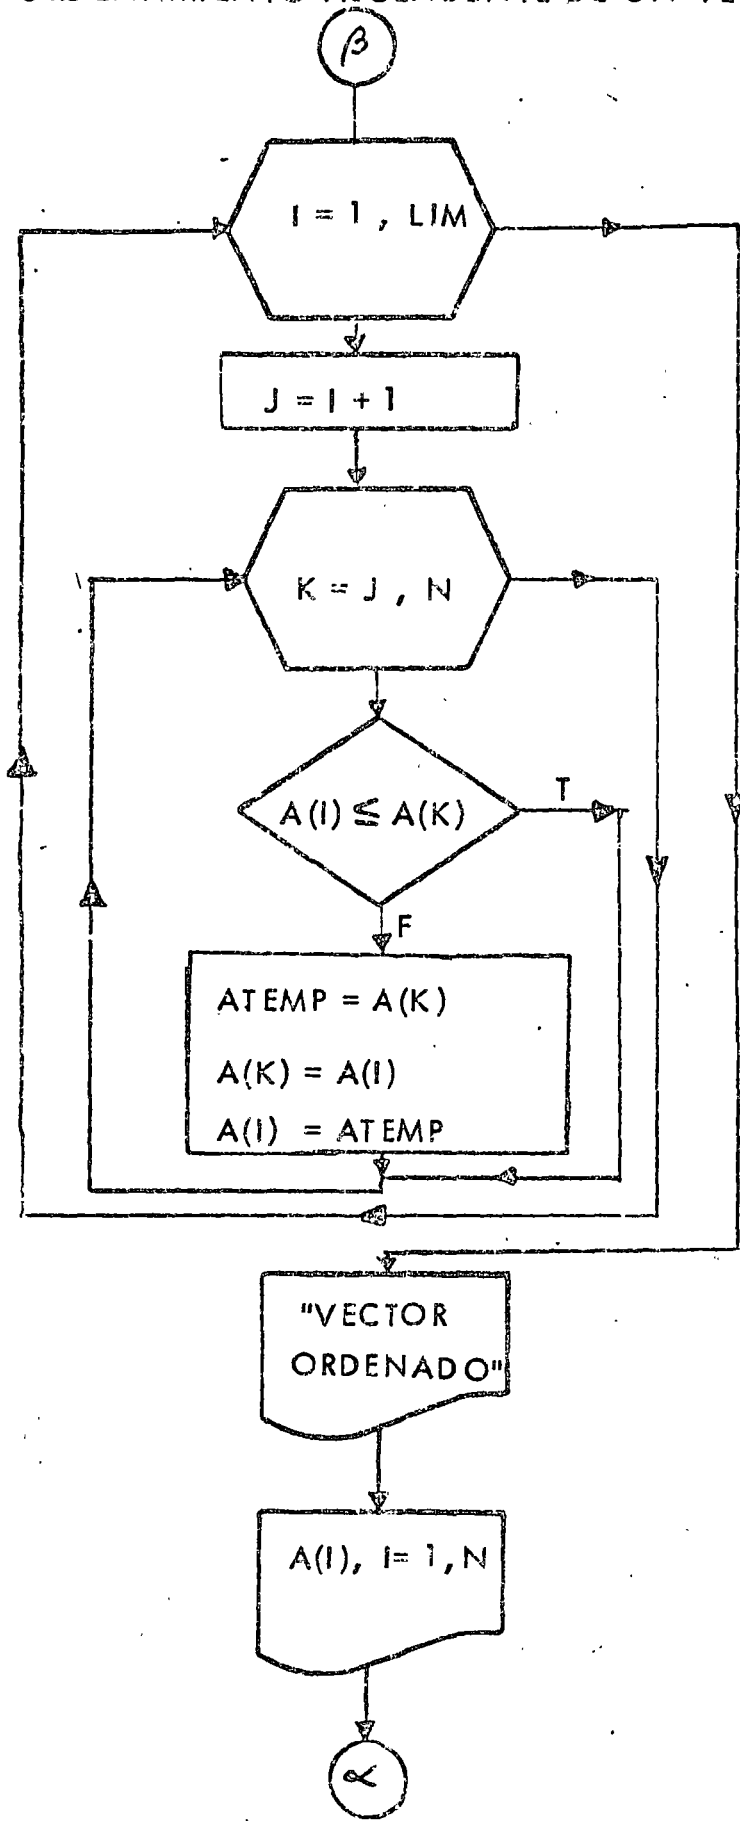 β
I = 1 , LIM
J = I + 1
K = J , N
A(I) ≤ A(K)
T
F
ATEMP = A(K)
A(K) = A(I)
A(I) = ATEMP
"VECTOR
ORDENADO"
A(I), I= 1, N
∝